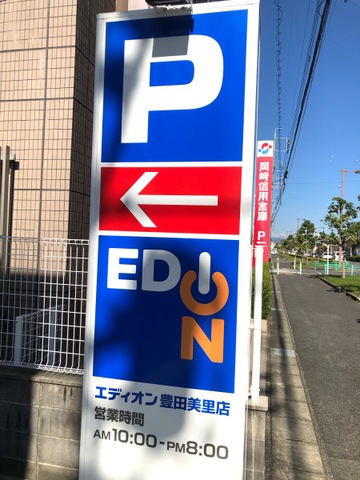 P
EDION
エディオン 豊田美里店
営業時間
AM10:00-PM8:00
岡崎信用金庫
P